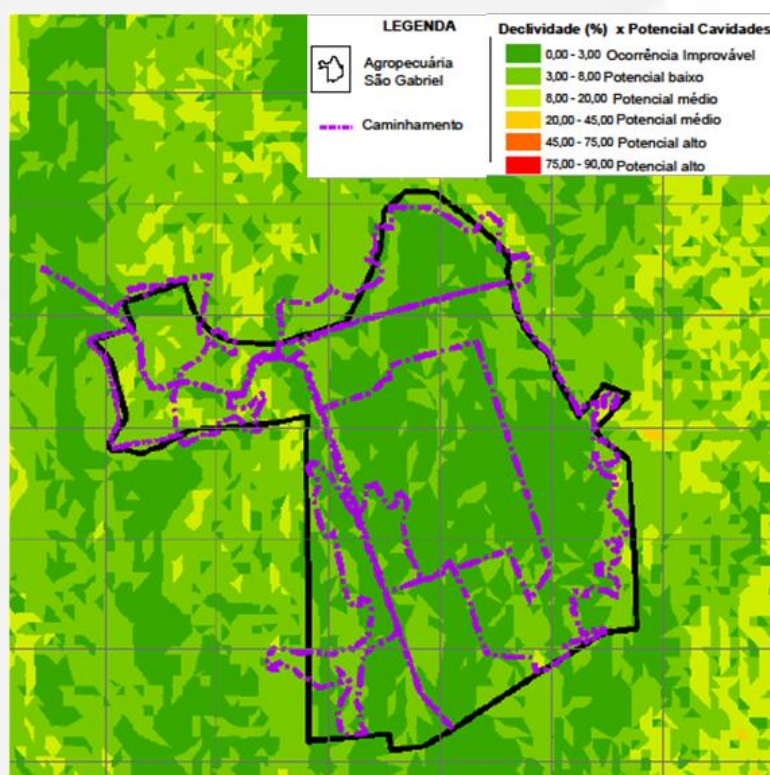 LEGENDA
Agropecuária
São Gabriel
Caminhamento
Declividade (%) x Potencial Cavidades
0,00 - 3,00 Ocorrência Improvável
3,00 - 8,00 Potencial baixo
8,00 - 20,00 Potencial médio
20,00 - 45,00 Potencial médio
45,00 - 75,00 Potencial alto
75,00 - 90,00 Potencial alto